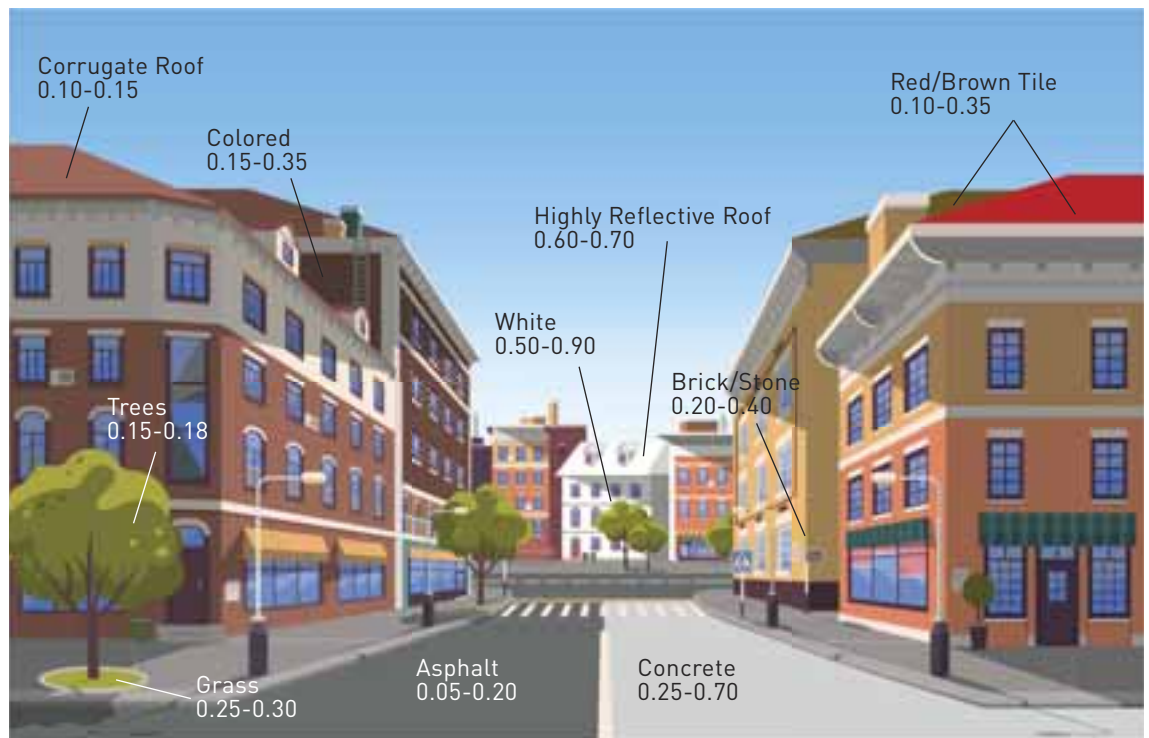 Corrugate Roof
0.10-0.15
Red/Brown Tile
0.10-0.35
Colored
0.15-0.35
Highly Reflective Roof
0.60-0.70
White
0.50-0.90
Brick/Stone
0.20-0.40
Trees
0.15-0.18
Asphalt
0.05-0.20
Concrete
0.25-0.70
Grass
0.25-0.30